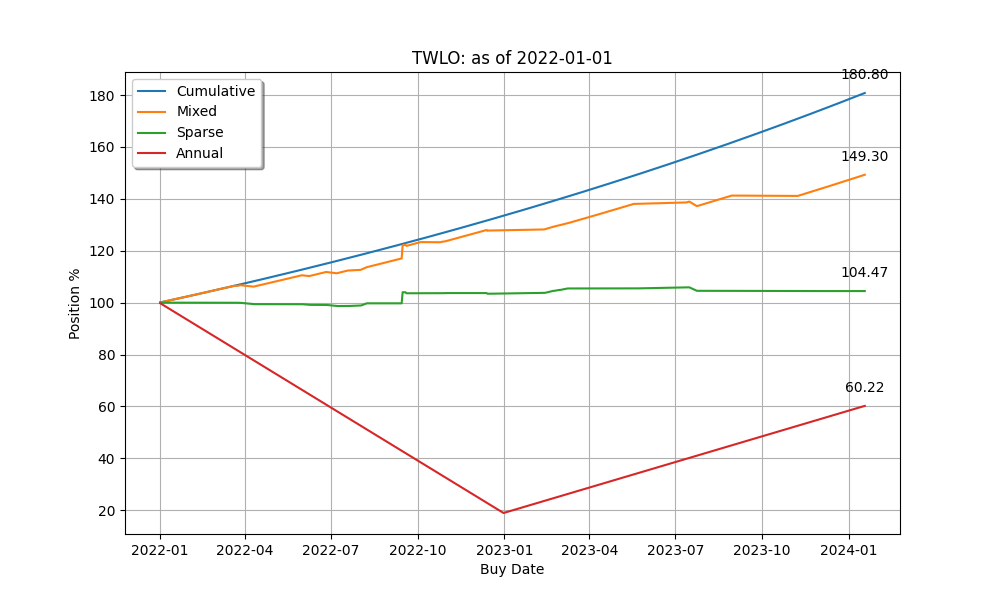 TWLO: as of 2022-01-01
Cumulative
Mixed
Sparse
Annual
180.80
149.30
104.47
60.22
180
160
140
120
100
80
60
40
20
Position %
2022-01 2022-04 2022-07 2022-10 2023-01 2023-04 2023-07 2023-10 2024-01
Buy Date